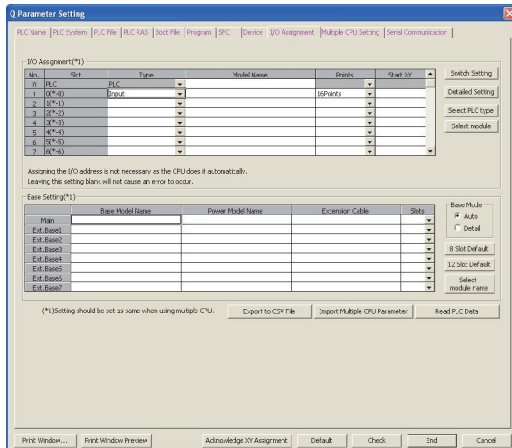 Q Parameter Setting
PLC Name PLC System PLC File PLC RAS Boot File Program SFC Device I/O Assignment Multiple CPU Setting Serial Communication
I/O Assignment(*1)
No. Slot Type Model Name Points Start XY
0 PLC PLC
1 0(*-0) Input 16Points
2 1(*-1)
3 2(*-2)
4 3(*-3)
5 4(*-4)
6 5(*-5)
7 6(*-6)
Switch Setting
Detailed Setting
Select PLC type
Select module
Assigning the I/O address is not necessary as the CPU does it automatically.
Leaving this setting blank will not cause an error to occur.
Base Setting(*1)
Base Model Name Power Model Name Extension Cable Slots
Main
Ext.Base1
Ext.Base2
Ext.Base3
Ext.Base4
Ext.Base5
Ext.Base6
Ext.Base7
Base Mode
Auto
Detail
8 Slot Default
12 Slot Default
Select
module name
(*1)Setting should be set as same when using multiple CPU.
Export to CSV File Import Multiple CPU Parameter Read PLC Data
Print Window... Print Window Preview Acknowledge XY Assignment Default Check End Cancel